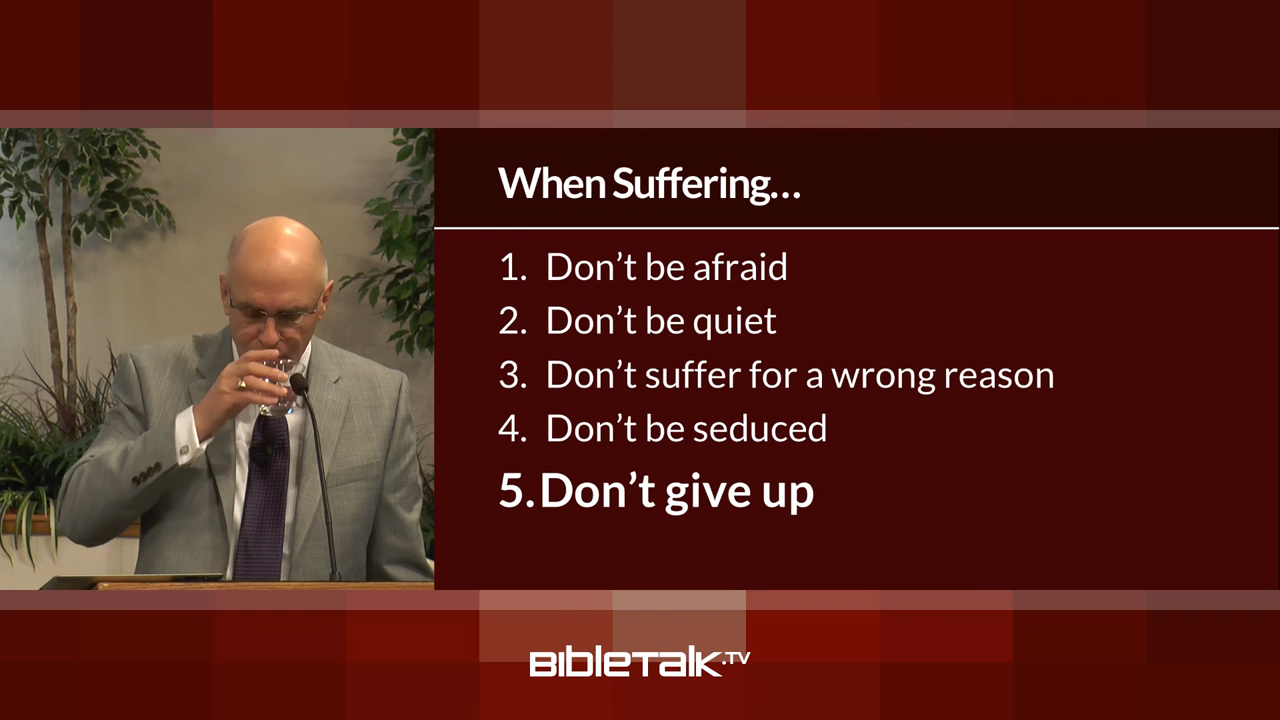 When Suffering...
1. Don't be afraid
2. Don't be quiet
3. Don't suffer for a wrong reason
4. Don't be seduced
5. Don't give up
BIBLETALK.TV